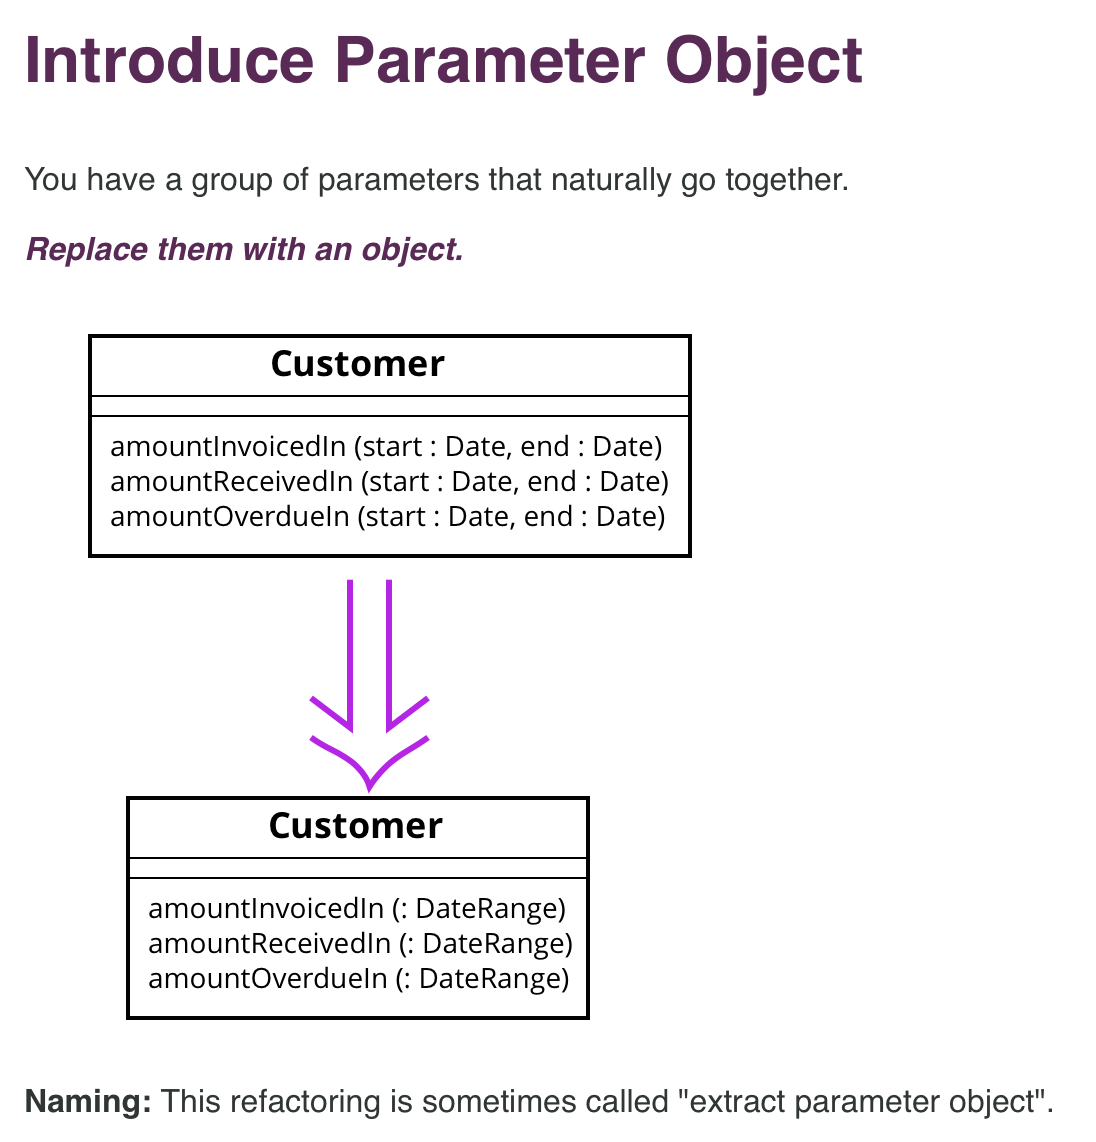 Introduce Parameter Object
You have a group of parameters that naturally go together.
Replace them with an object.
Customer
amountInvoicedIn (start : Date, end : Date)
amountReceivedIn (start : Date, end : Date)
amountOverdueIn (start : Date, end : Date)
Customer
amountInvoicedIn (: DateRange)
amountReceivedIn (: DateRange)
amountOverdueIn (: DateRange)
Naming: This refactoring is sometimes called "extract parameter object".